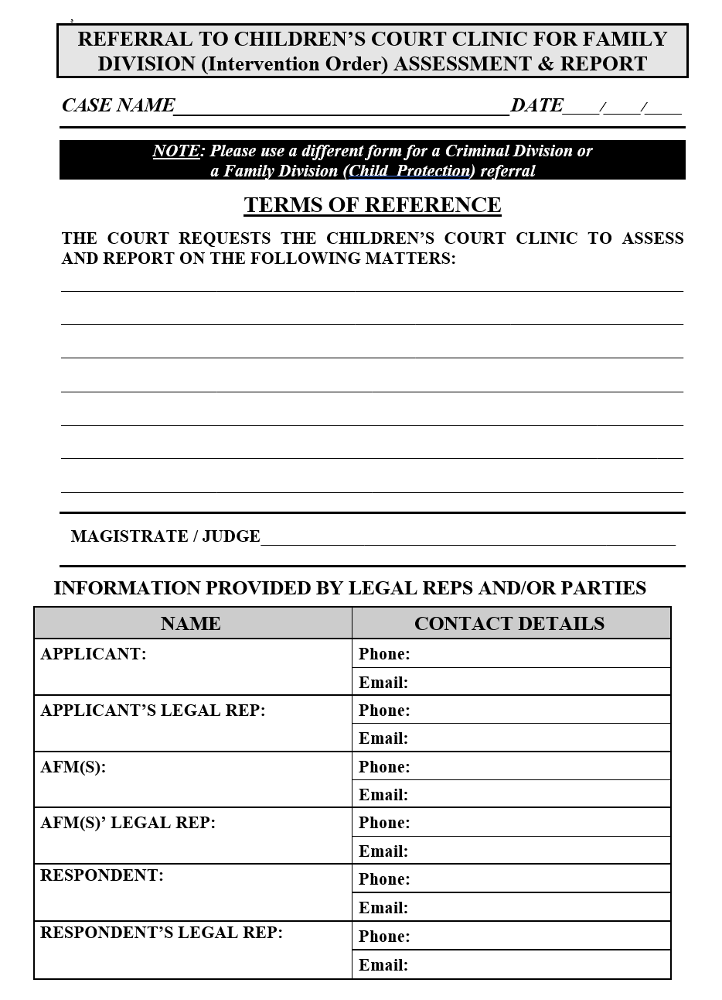 REFERRAL TO CHILDREN’S COURT CLINIC FOR FAMILY
DIVISION (Intervention Order) ASSESSMENT & REPORT
CASE NAME DATE / /
NOTE: Please use a different form for a Criminal Division or
a Family Division (Child Protection) referral
TERMS OF REFERENCE
THE COURT REQUESTS THE CHILDREN’S COURT CLINIC TO ASSESS
AND REPORT ON THE FOLLOWING MATTERS:
MAGISTRATE / JUDGE
INFORMATION PROVIDED BY LEGAL REPS AND/OR PARTIES
NAME CONTACT DETAILS
APPLICANT: Phone:
Email:
APPLICANT’S LEGAL REP: Phone:
Email:
AFM(S): Phone:
Email:
AFM(S)’ LEGAL REP: Phone:
Email:
RESPONDENT: Phone:
Email:
RESPONDENT’S LEGAL REP: Phone:
Email: